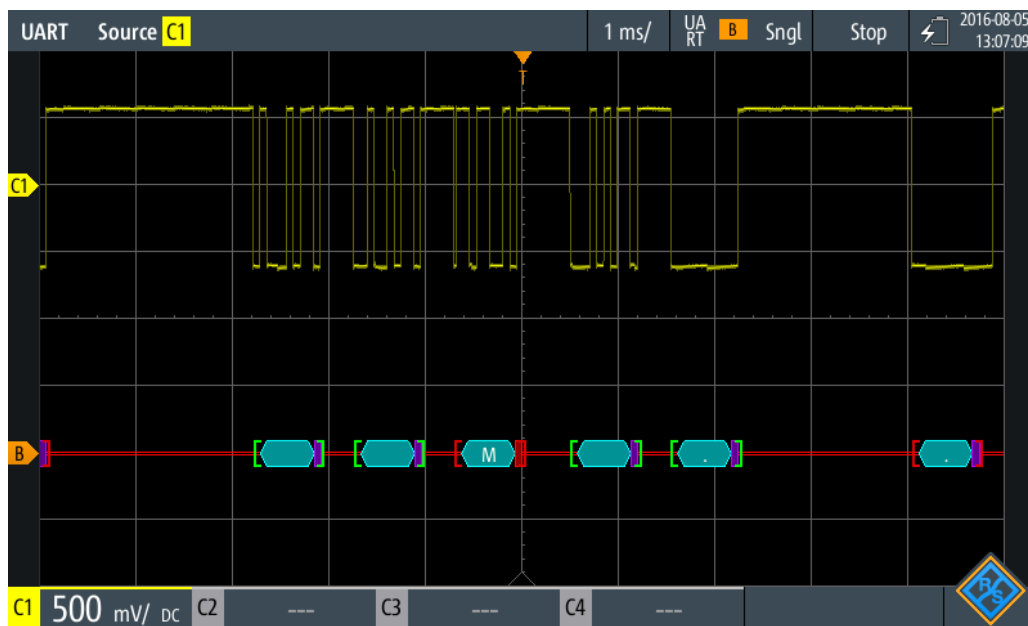 UART Source C1 1 ms/ UA RT B Sngl Stop 2016-08-05 13:07:09
T
C1
B M . .
C1 500 mV/ DC C2 --- C3 --- C4 ---
R S